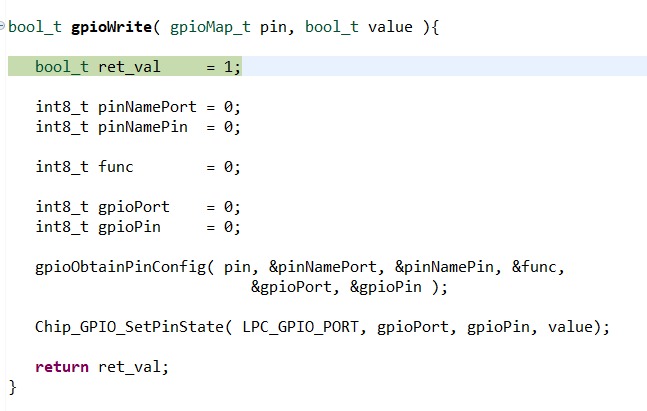 bool_t gpioWrite( gpioMap_t pin, bool_t value ){
bool_t ret_val     = 1;
int8_t pinNamePort = 0;
int8_t pinNamePin  = 0;
int8_t func        = 0;
int8_t gpioPort    = 0;
int8_t gpioPin     = 0;
gpioObtainPinConfig( pin, &pinNamePort, &pinNamePin, &func,
&gpioPort, &gpioPin );
Chip_GPIO_SetPinState( LPC_GPIO_PORT, gpioPort, gpioPin, value);
return ret_val;
}